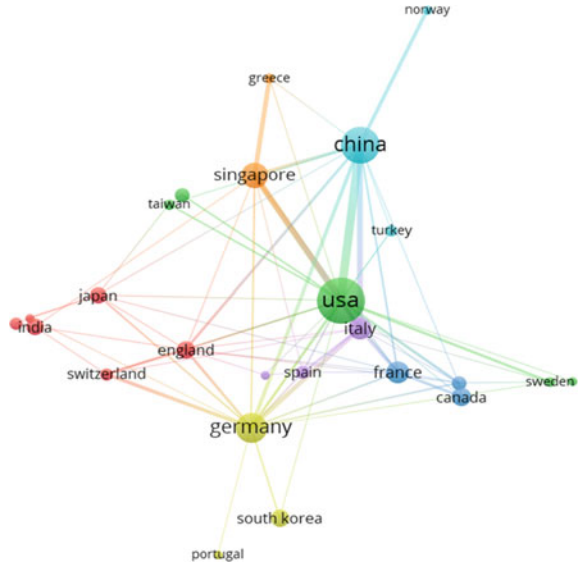 norway
greece
china
singapore
taiwan
turkey
japan
usa
india
italy
england
switzerland
spain
france
sweden
canada
germany
south korea
portugal